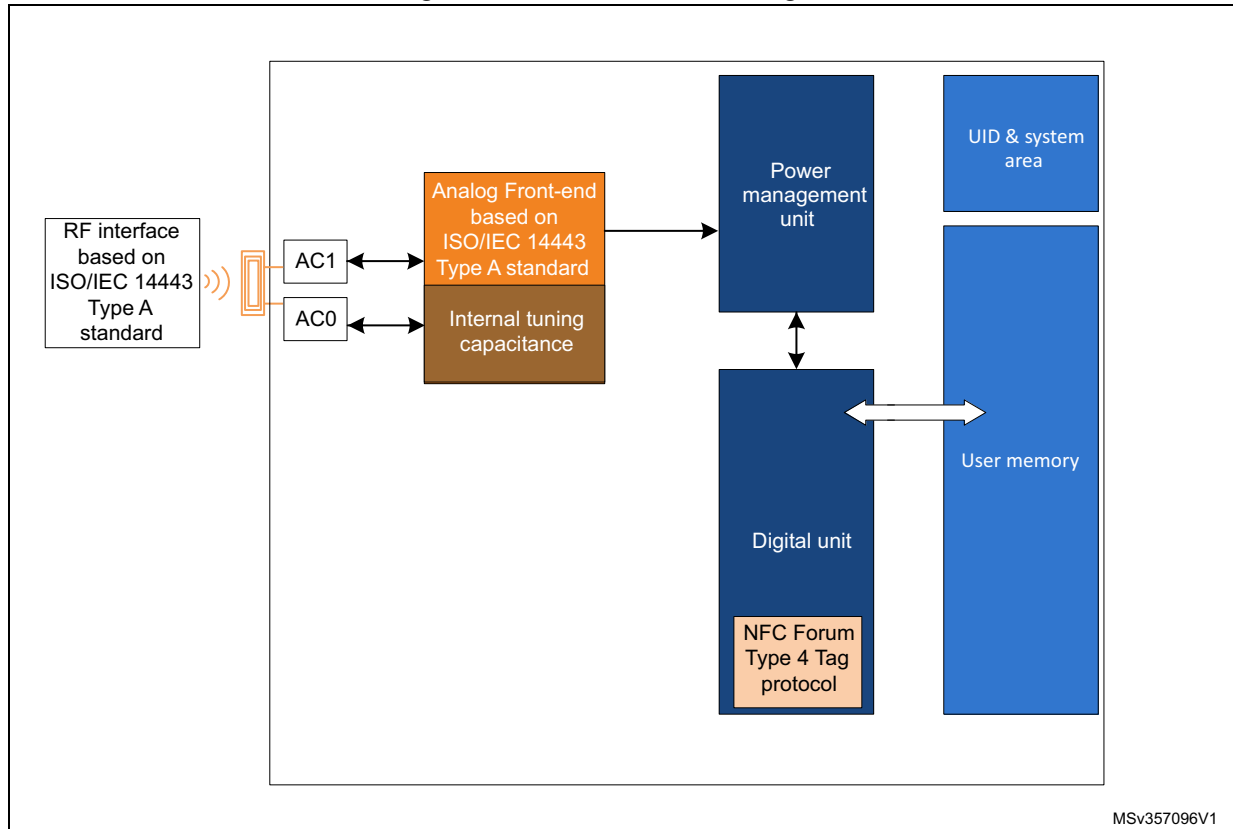 RF interface
based on
ISO/IEC 14443
Type A
standard
AC1
AC0
Analog Front-end
based on
ISO/IEC 14443
Type A standard
Internal tuning
capacitance
Power
management
unit
Digital unit
NFC Forum
Type 4 Tag
protocol
UID & system
area
User memory
MSv357096V1